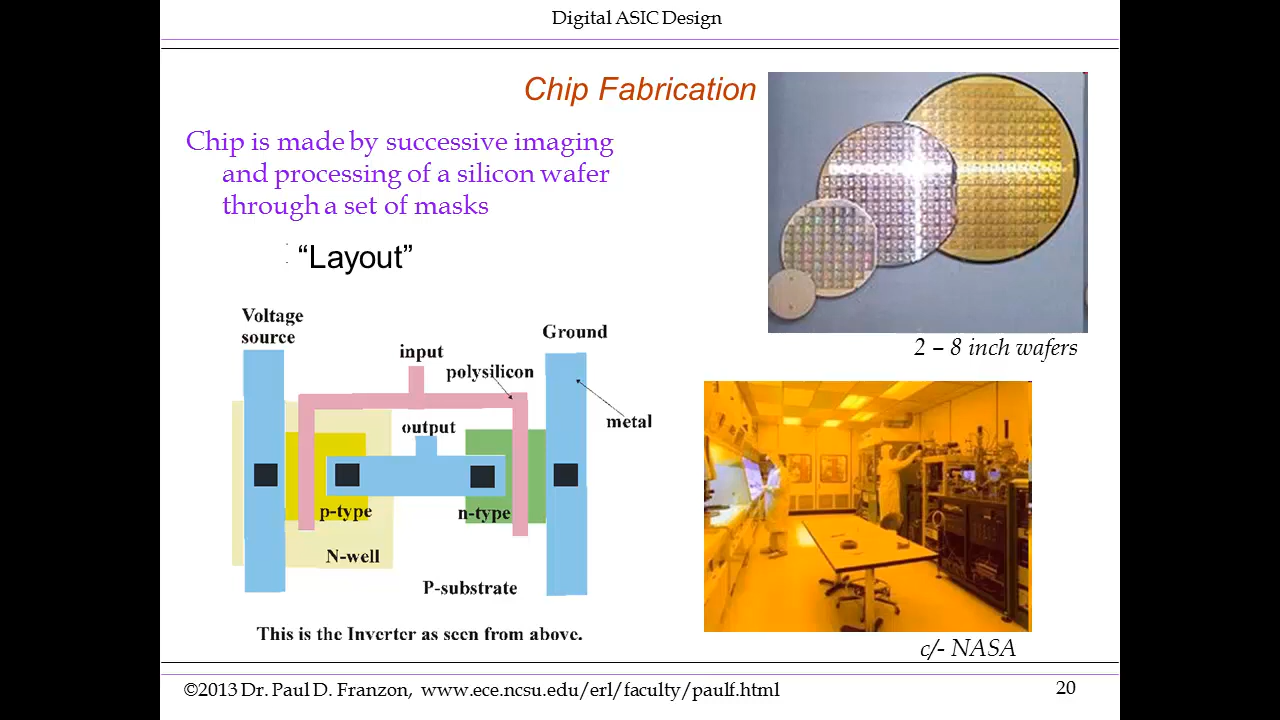 Digital ASIC Design
Chip Fabrication
Chip is made by successive imaging
and processing of a silicon wafer
through a set of masks
“Layout”
Voltage
source
Ground
input
polysilicon
metal
output
p-type
n-type
N-well
P-substrate
This is the Inverter as seen from above.
2 – 8 inch wafers
c/- NASA
©2013 Dr. Paul D. Franzon, www.ece.ncsu.edu/erl/faculty/paulf.html
20